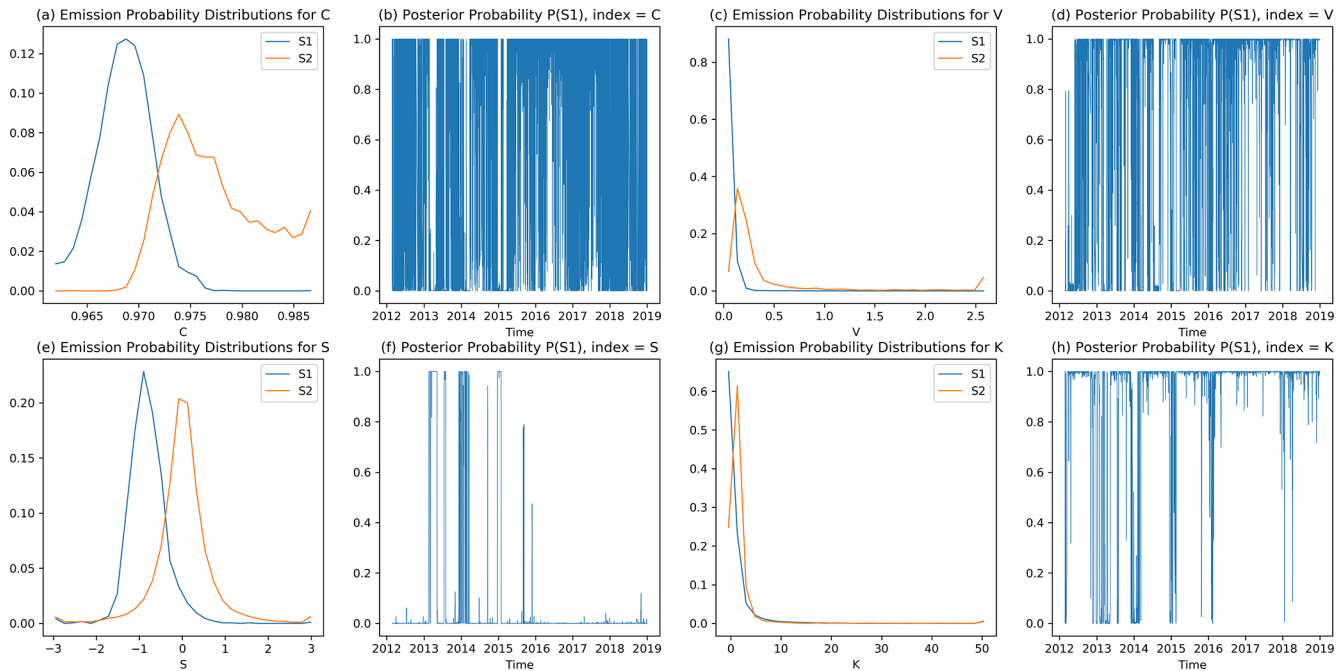 (a) Emission Probability Distributions for C
0.12
0.10
0.08
0.06
0.04
0.02
0.00
S1
S2
0.965 0.970 0.975 0.980 0.985
C
(b) Posterior Probability P(S1), index = C
1.0
0.8
0.6
0.4
0.2
0.0
2012 2013 2014 2015 2016 2017 2018 2019
Time
(c) Emission Probability Distributions for V
0.8
0.6
0.4
0.2
0.0
S1
S2
0.0 0.5 1.0 1.5 2.0 2.5
V
(d) Posterior Probability P(S1), index = V
1.0
0.8
0.6
0.4
0.2
0.0
2012 2013 2014 2015 2016 2017 2018 2019
Time
(e) Emission Probability Distributions for S
0.20
0.15
0.10
0.05
0.00
S1
S2
−3 −2 −1 0 1 2 3
S
(f) Posterior Probability P(S1), index = S
1.0
0.8
0.6
0.4
0.2
0.0
2012 2013 2014 2015 2016 2017 2018 2019
Time
(g) Emission Probability Distributions for K
0.6
0.5
0.4
0.3
0.2
0.1
0.0
S1
S2
0 10 20 30 40 50
K
(h) Posterior Probability P(S1), index = K
1.0
0.8
0.6
0.4
0.2
0.0
2012 2013 2014 2015 2016 2017 2018 2019
Time